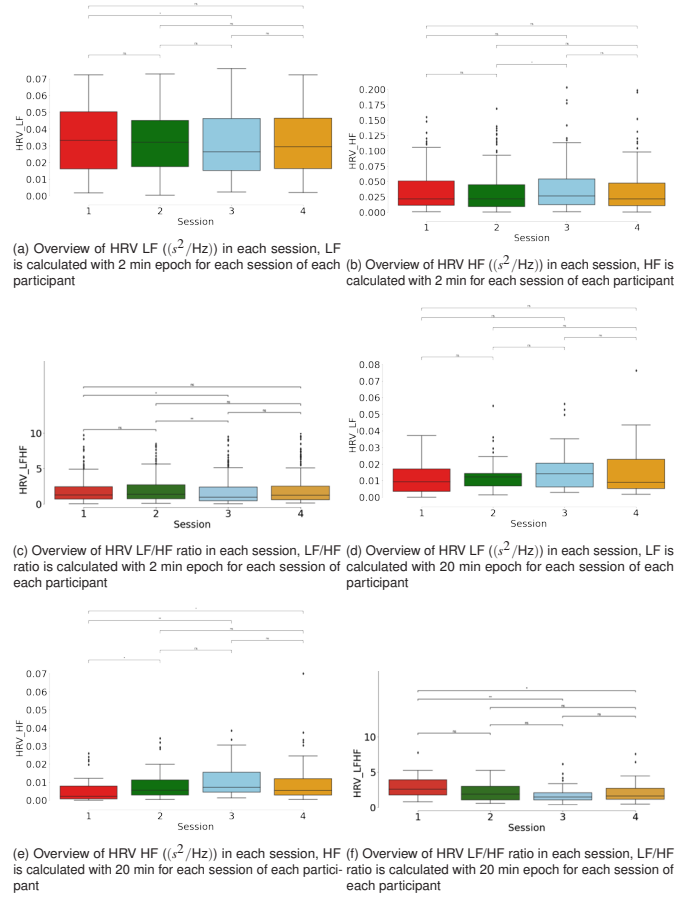 0.07
0.06
0.05
0.04
0.03
0.02
0.01
0.00
HRV_LF
1 2 3 4
Session
(a) Overview of HRV LF ((s²/Hz)) in each session, LF
is calculated with 2 min epoch for each session of each
participant
0.200
0.175
0.150
0.125
0.100
0.075
0.050
0.025
0.000
HRV_HF
1 2 3 4
Session
(b) Overview of HRV HF ((s²/Hz)) in each session, HF is
calculated with 2 min for each session of each participant
10
5
0
HRV_LFHF
1 2 3 4
Session
(c) Overview of HRV LF/HF ratio in each session, LF/HF
ratio is calculated with 2 min epoch for each session of
each participant
0.08
0.07
0.06
0.05
0.04
0.03
0.02
0.01
0.00
HRV_LF
1 2 3 4
Session
(d) Overview of HRV LF ((s²/Hz)) in each session, LF is
calculated with 20 min epoch for each session of each
participant
0.07
0.06
0.05
0.04
0.03
0.02
0.01
0.00
HRV_HF
1 2 3 4
Session
(e) Overview of HRV HF ((s²/Hz)) in each session, HF
is calculated with 20 min for each session of each partici-
pant
10
5
0
HRV_LFHF
1 2 3 4
Session
(f) Overview of HRV LF/HF ratio in each session, LF/HF
ratio is calculated with 20 min epoch for each session of
each participant